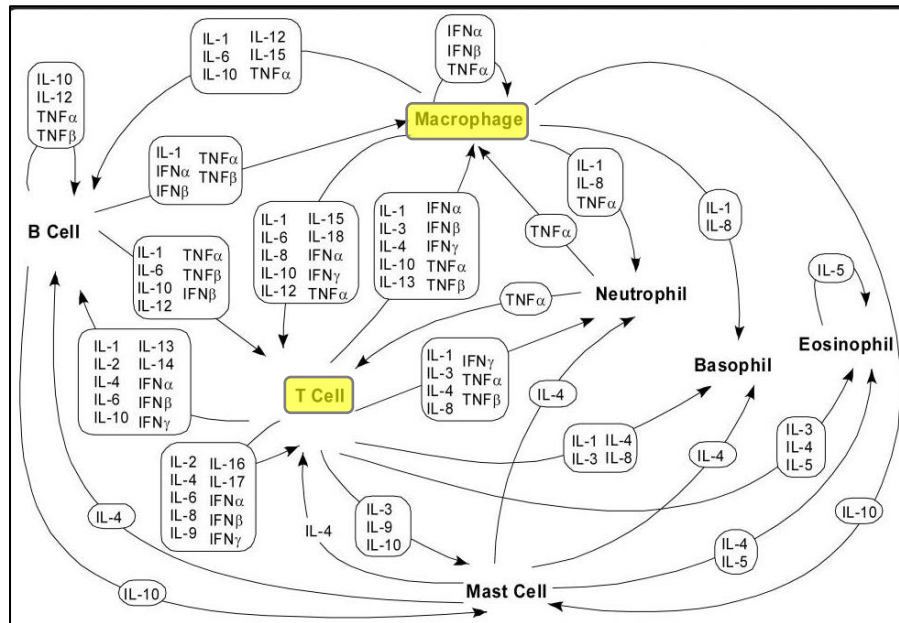 IL-1 IL-12
IL-6 IL-15
IL-10 TNFα
IFNα
IFNβ
TNFα
IL-10
IL-12
TNFα
TNFβ
Macrophage
IL-1 TNFα
IFNα TNFβ
IFNβ
IL-1
IL-8
TNFα
IL-1
IL-8
B Cell
IL-1 IL-15
IL-6 IL-18
IL-8 IFNα
IL-10 IFNγ
IL-12 TNFα
IL-1 IFNα
IL-3 IFNβ
IL-4 IFNγ
IL-10 TNFα
IL-13 TNFβ
TNFα
IL-1 TNFα
IL-6 TNFβ
IL-10 IFNβ
IL-12
IL-5
Neutrophil
TNFα
Eosinophil
Basophil
IL-1 IL-13
IL-2 IL-14
IL-4 IFNα
IL-6 IFNβ
IL-10 IFNγ
T Cell
IL-1 IFNγ
IL-3 TNFα
IL-4 TNFβ
IL-8
IL-4
IL-1 IL-4
IL-3 IL-8
IL-4
IL-3
IL-4
IL-5
IL-2 IL-16
IL-4 IL-17
IL-6 IFNα
IL-8 IFNβ
IL-9 IFNγ
IL-4
IL-4
IL-3
IL-9
IL-10
IL-10
IL-4
IL-5
Mast Cell
IL-10